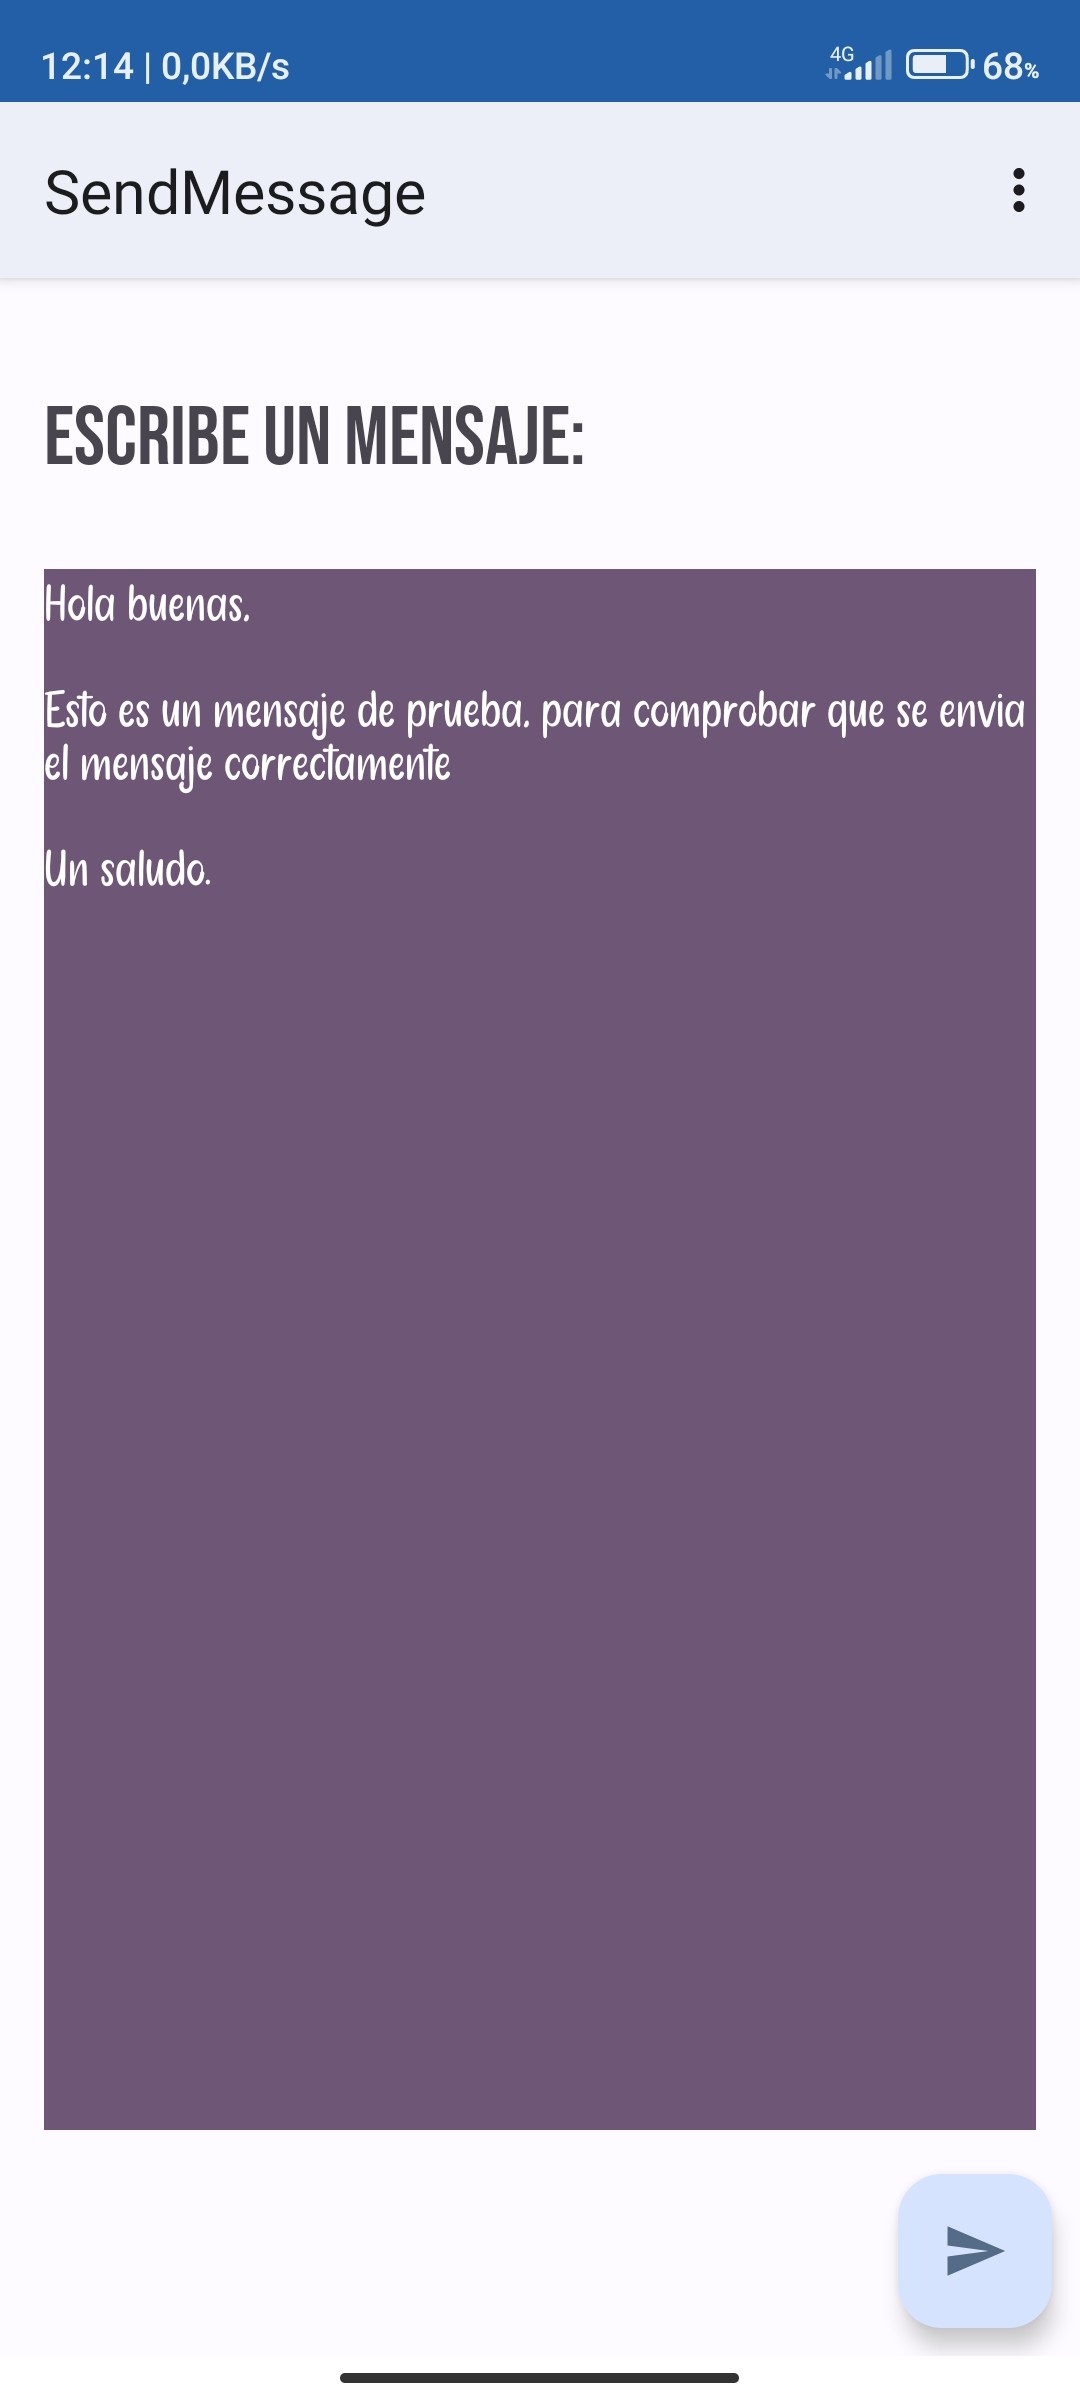 12:14 | 0,0KB/s
4G
68%
SendMessage
ESCRIBE UN MENSAJE:
Hola buenas,
Esto es un mensaje de prueba, para comprobar que se envia
el mensaje correctamente
Un saludo.